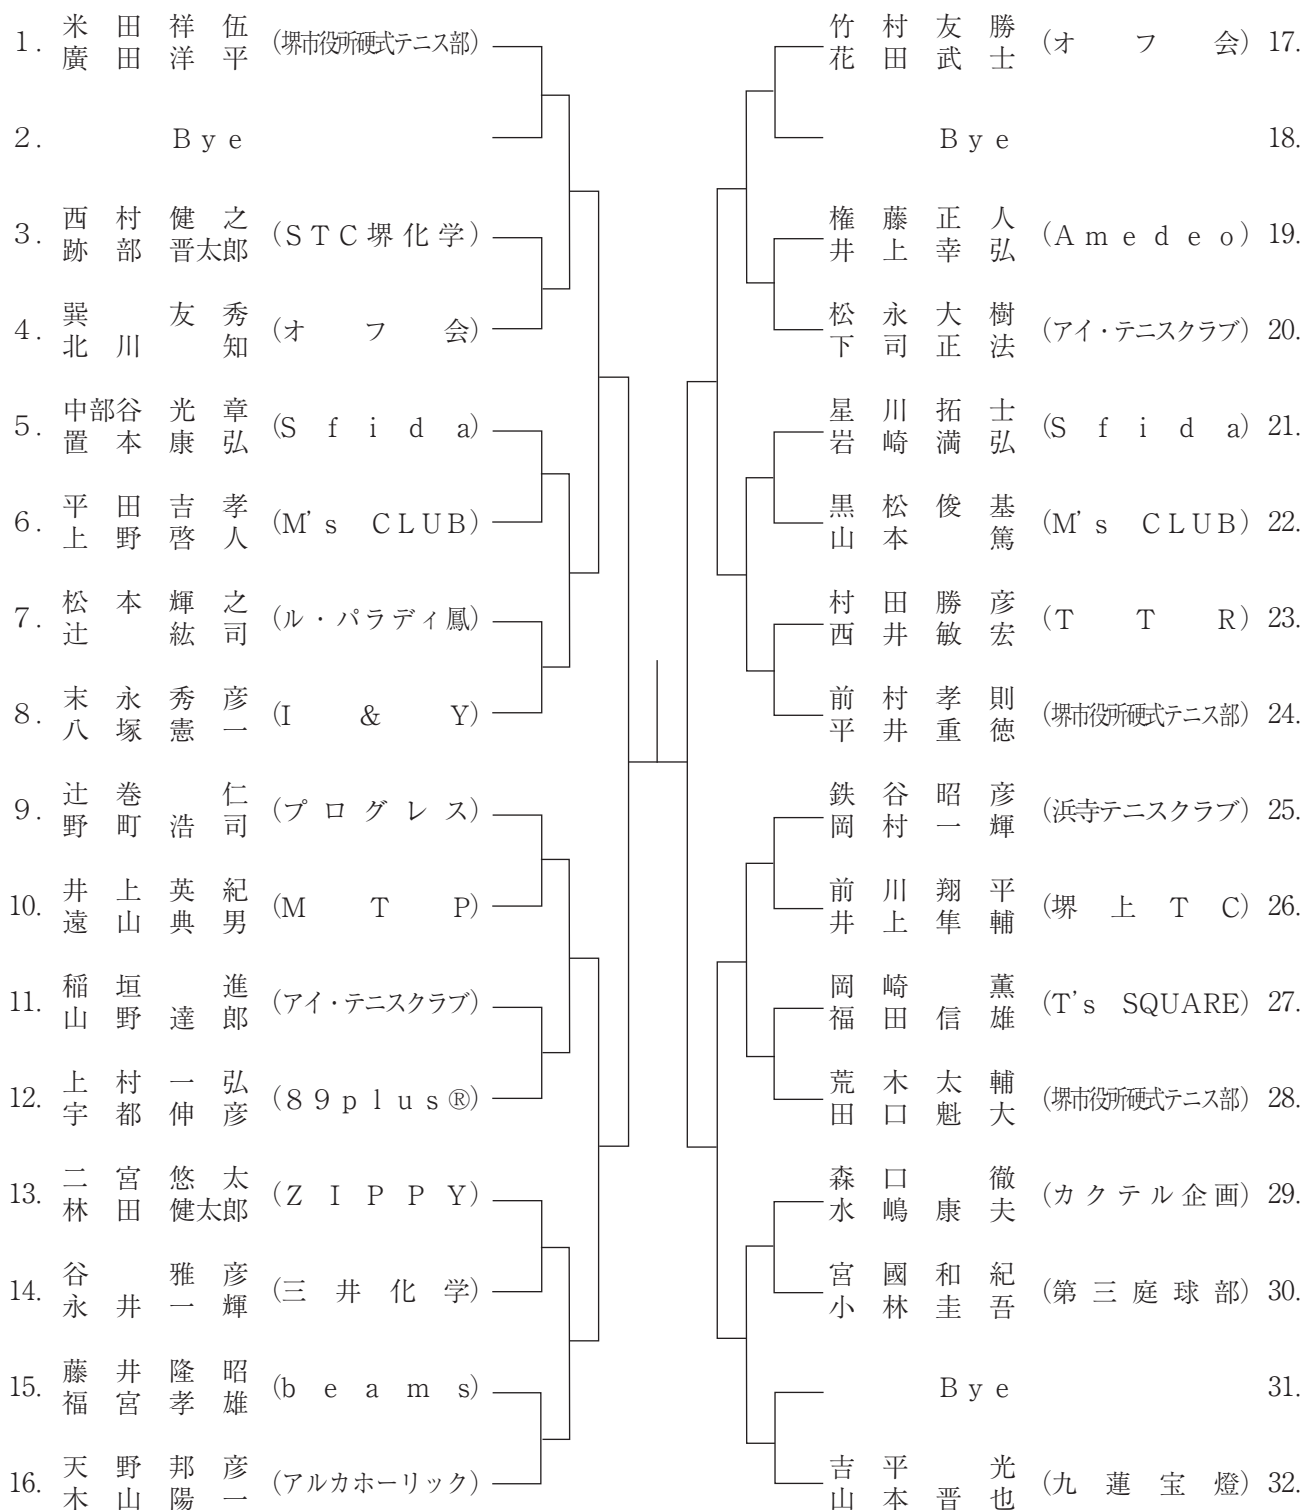 1. 米田祥伍 (堺市役所硬式テニス部)
廣田洋平
2. Bye
3. 西村健之 (STC堺化学)
跡部晋太郎
4. 巽友秀 (オフ会)
北川知
5. 中部谷光章 (Sfida)
置本康弘
6. 平田吉孝 (M's CLUB)
上野啓人
7. 松本輝之 (ル・パラディ鳳)
辻紘司
8. 末永秀彦 (I & Y)
八塚憲一
9. 辻巻仁 (プログレス)
野町浩司
10. 井上英紀 (MTP)
遠山典男
11. 稲垣進 (アイ・テニスクラブ)
山野達郎
12. 上村一弘 (89plus®)
宇都伸彦
13. 二宮悠太 (ZIPPY)
林田健太郎
14. 谷雅彦 (三井化学)
永井一輝
15. 藤井隆昭 (beams)
福宮孝雄
16. 天野邦彦 (アルカホーリック)
木山陽一
竹村友勝 (オフ会) 17.
花田武士
Bye 18.
権藤正人 (Amedeo) 19.
井上幸弘
松永大樹 (アイ・テニスクラブ) 20.
下司正法
星川拓士 (Sfida) 21.
岩崎満弘
黒松俊基 (M's CLUB) 22.
山本篤
村田勝彦 (TTR) 23.
西井敏宏
前村孝則 (堺市役所硬式テニス部) 24.
平井重徳
鉄谷昭彦 (浜寺テニスクラブ) 25.
岡村一輝
前川翔平 (堺上TC) 26.
井上隼輔
岡崎薫 (T's SQUARE) 27.
福田信雄
荒木太輔 (堺市役所硬式テニス部) 28.
田口魁大
森口徹 (カクテル企画) 29.
水嶋康夫
宮國和紀 (第三庭球部) 30.
小林圭吾
Bye 31.
吉平光 (九蓮宝燈) 32.
山本晋也